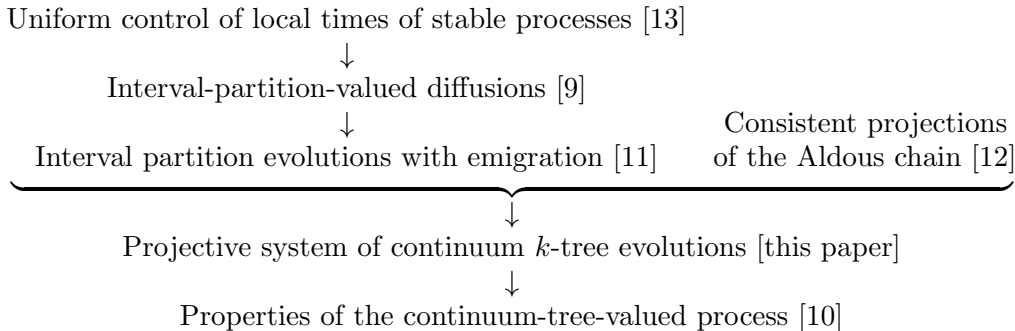 Uniform control of local times of stable processes [13]
↓
Interval-partition-valued diffusions [9]
↓
Consistent projections
Interval partition evolutions with emigration [11] of the Aldous chain [12]
↓
Projective system of continuum k-tree evolutions [this paper]
↓
Properties of the continuum-tree-valued process [10]